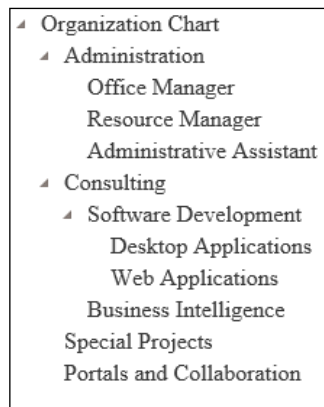 Organization Chart
Administration
Office Manager
Resource Manager
Administrative Assistant
Consulting
Software Development
Desktop Applications
Web Applications
Business Intelligence
Special Projects
Portals and Collaboration